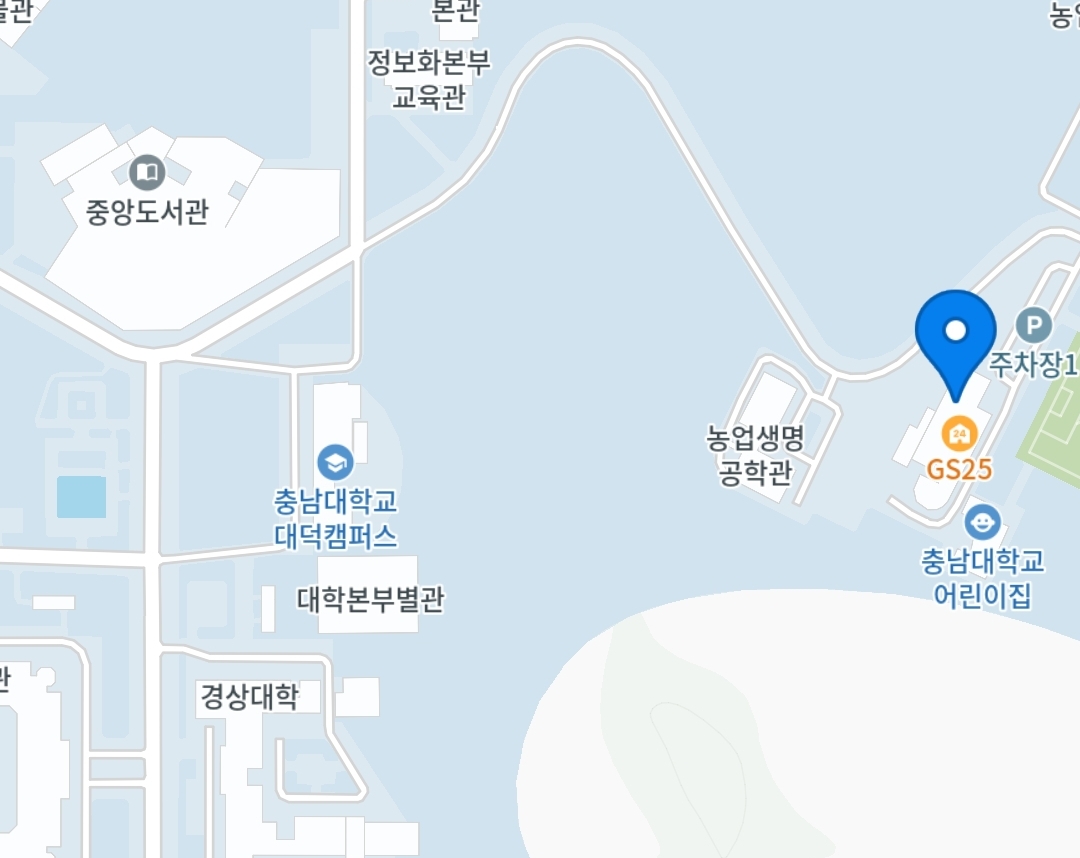 본관
정보화본부
교육관
중앙도서관
P
주차장1
농업생명
공학관
24
GS25
충남대학교
대덕캠퍼스
충남대학교
어린이집
대학본부별관
관
경상대학